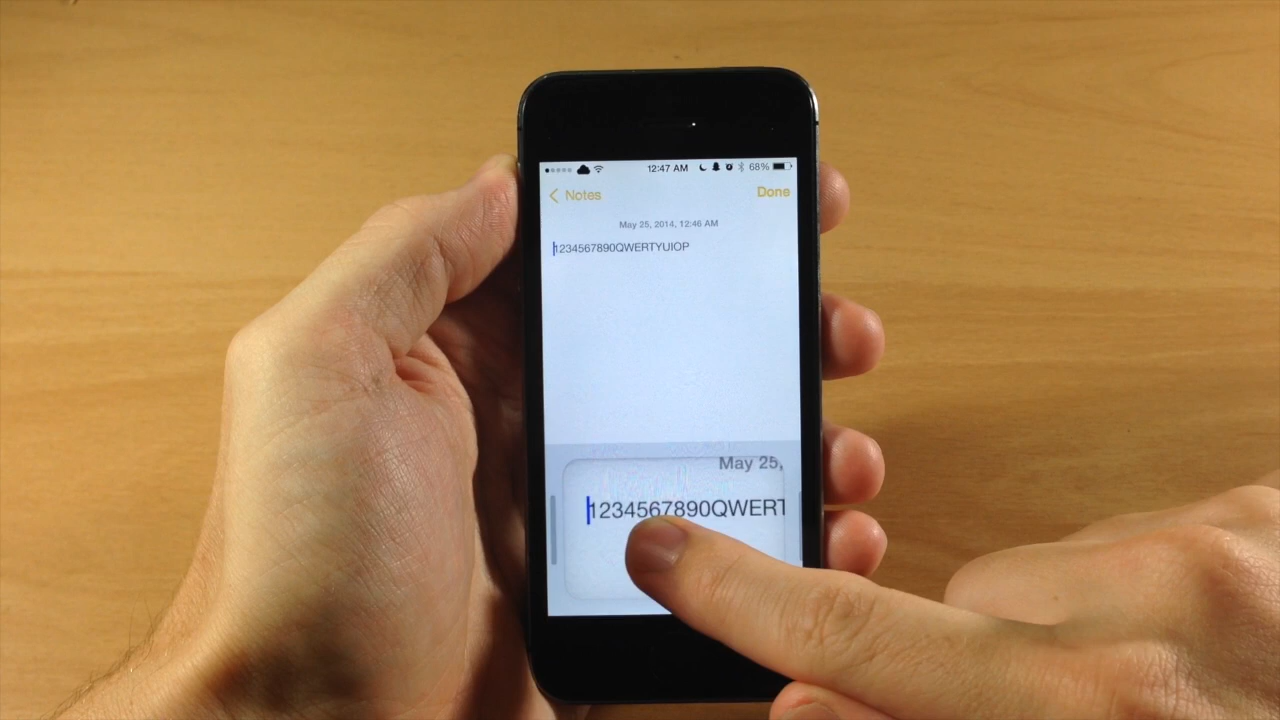 12:47 AM 68%
Notes Done
May 25, 2014, 12:46 AM
1234567890QWERTYUIOP
May 25,
1234567890QWERT